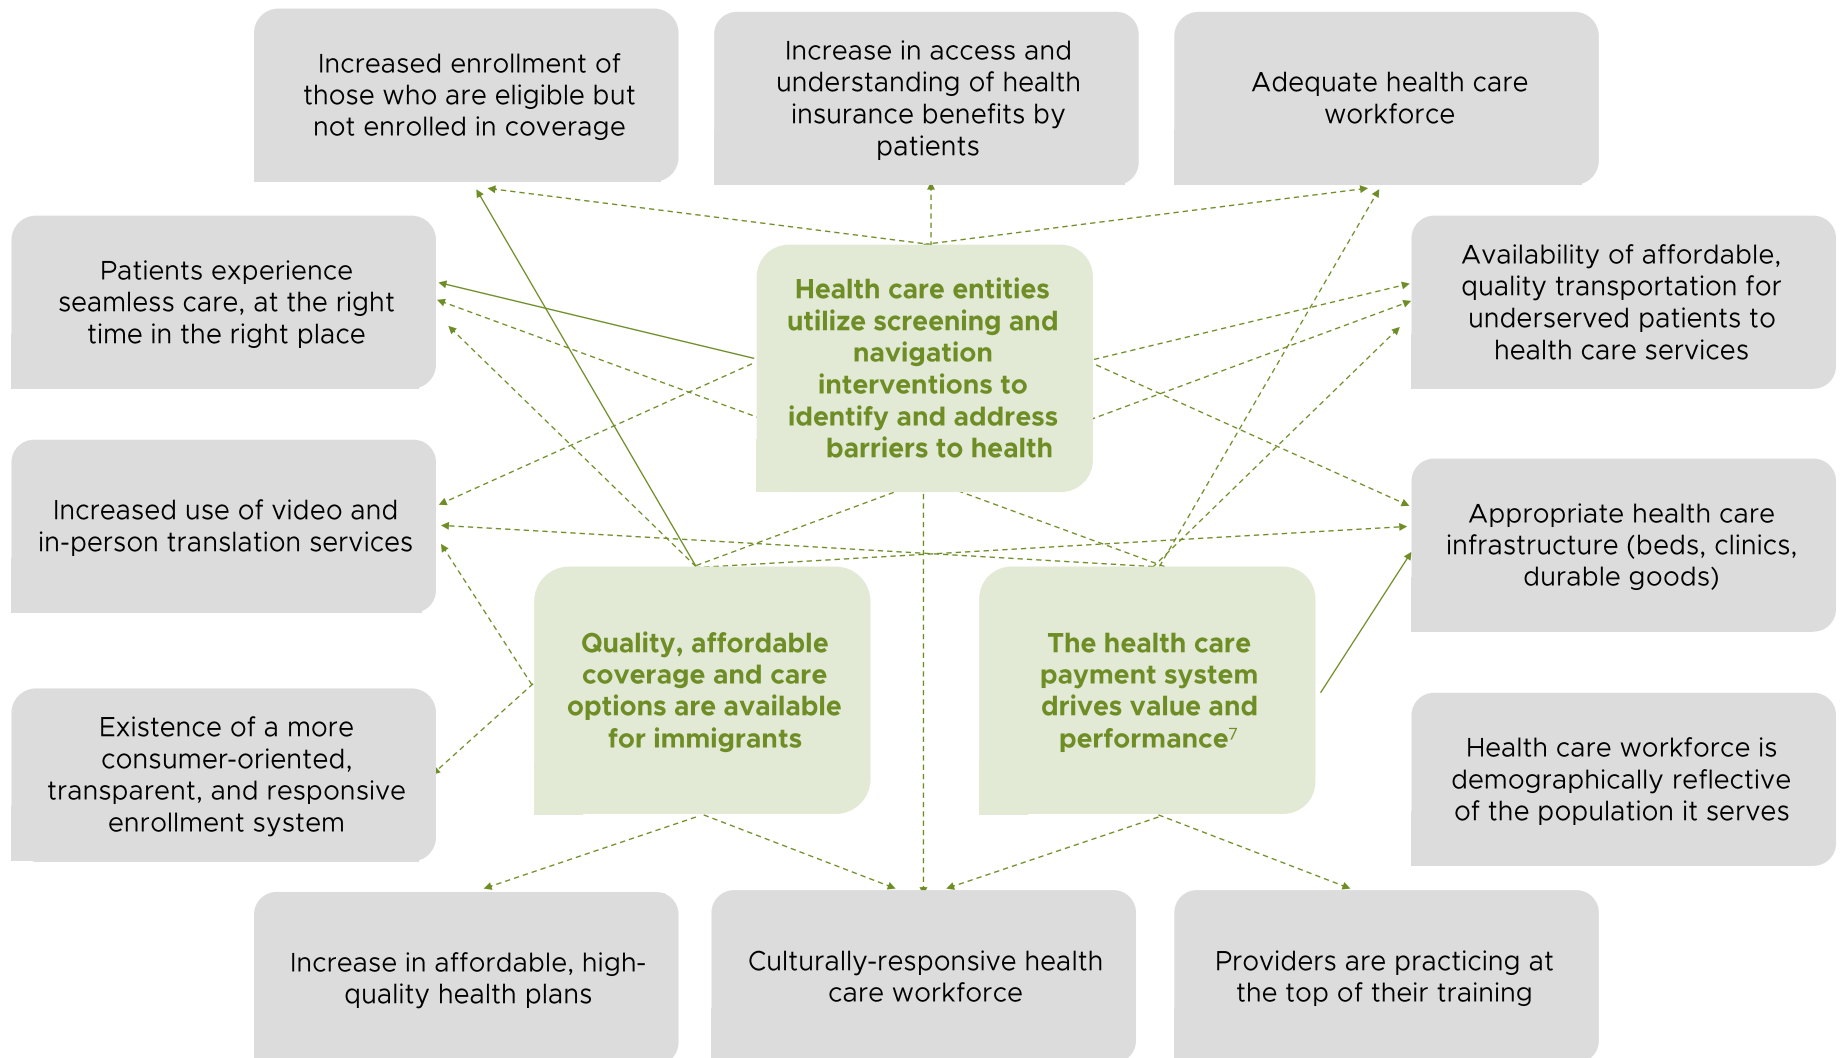 Increased enrollment of
those who are eligible but
not enrolled in coverage
Increase in access and
understanding of health
insurance benefits by
patients
Adequate health care
workforce
Patients experience
seamless care, at the right
time in the right place
Health care entities
utilize screening and
navigation
interventions to
identify and address
barriers to health
Availability of affordable,
quality transportation for
underserved patients to
health care services
Increased use of video and
in-person translation services
Appropriate health care
infrastructure (beds, clinics,
durable goods)
Quality, affordable
coverage and care
options are available
for immigrants
The health care
payment system
drives value and
performance⁷
Existence of a more
consumer-oriented,
transparent, and responsive
enrollment system
Health care workforce is
demographically reflective
of the population it serves
Increase in affordable, high-
quality health plans
Culturally-responsive health
care workforce
Providers are practicing at
the top of their training